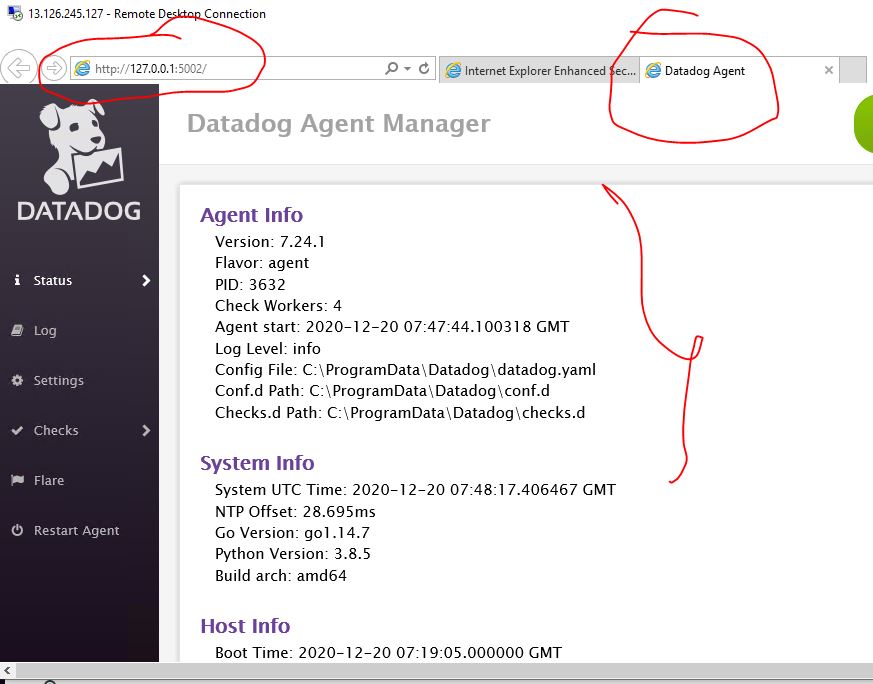 13.126.245.127 - Remote Desktop Connection
http://127.0.0.1:5002/
Internet Explorer Enhanced Sec...
Datadog Agent
DATADOG
Datadog Agent Manager
Status
Log
Settings
Checks
Flare
Restart Agent
Agent Info
Version: 7.24.1
Flavor: agent
PID: 3632
Check Workers: 4
Agent start: 2020-12-20 07:47:44.100318 GMT
Log Level: info
Config File: C:\ProgramData\Datadog\datadog.yaml
Conf.d Path: C:\ProgramData\Datadog\conf.d
Checks.d Path: C:\ProgramData\Datadog\checks.d
System Info
System UTC Time: 2020-12-20 07:48:17.406467 GMT
NTP Offset: 28.695ms
Go Version: go1.14.7
Python Version: 3.8.5
Build arch: amd64
Host Info
Boot Time: 2020-12-20 07:19:05.000000 GMT